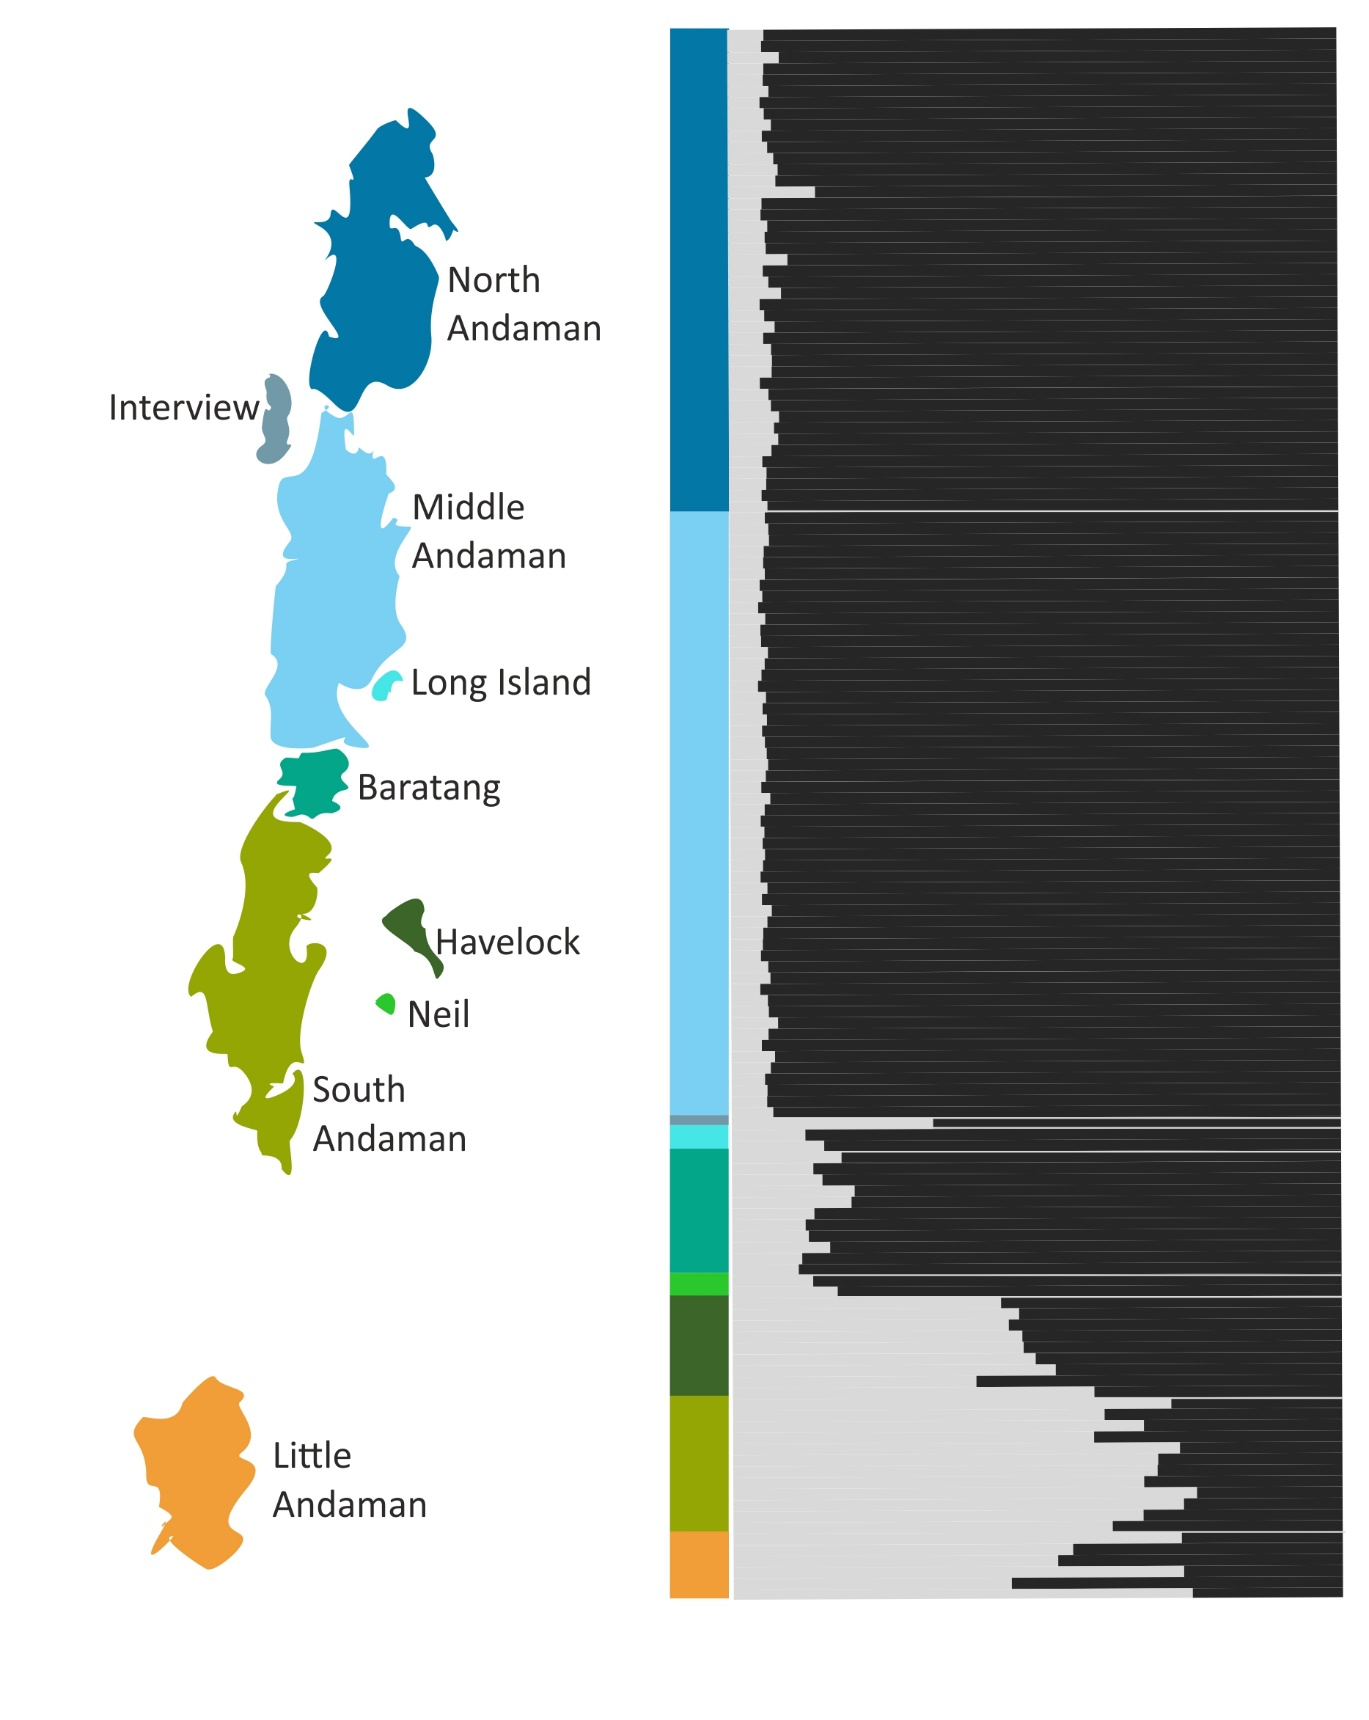 North
Andaman
Interview
Middle
Andaman
Long Island
Baratang
Havelock
Neil
South
Andaman
Little
Andaman